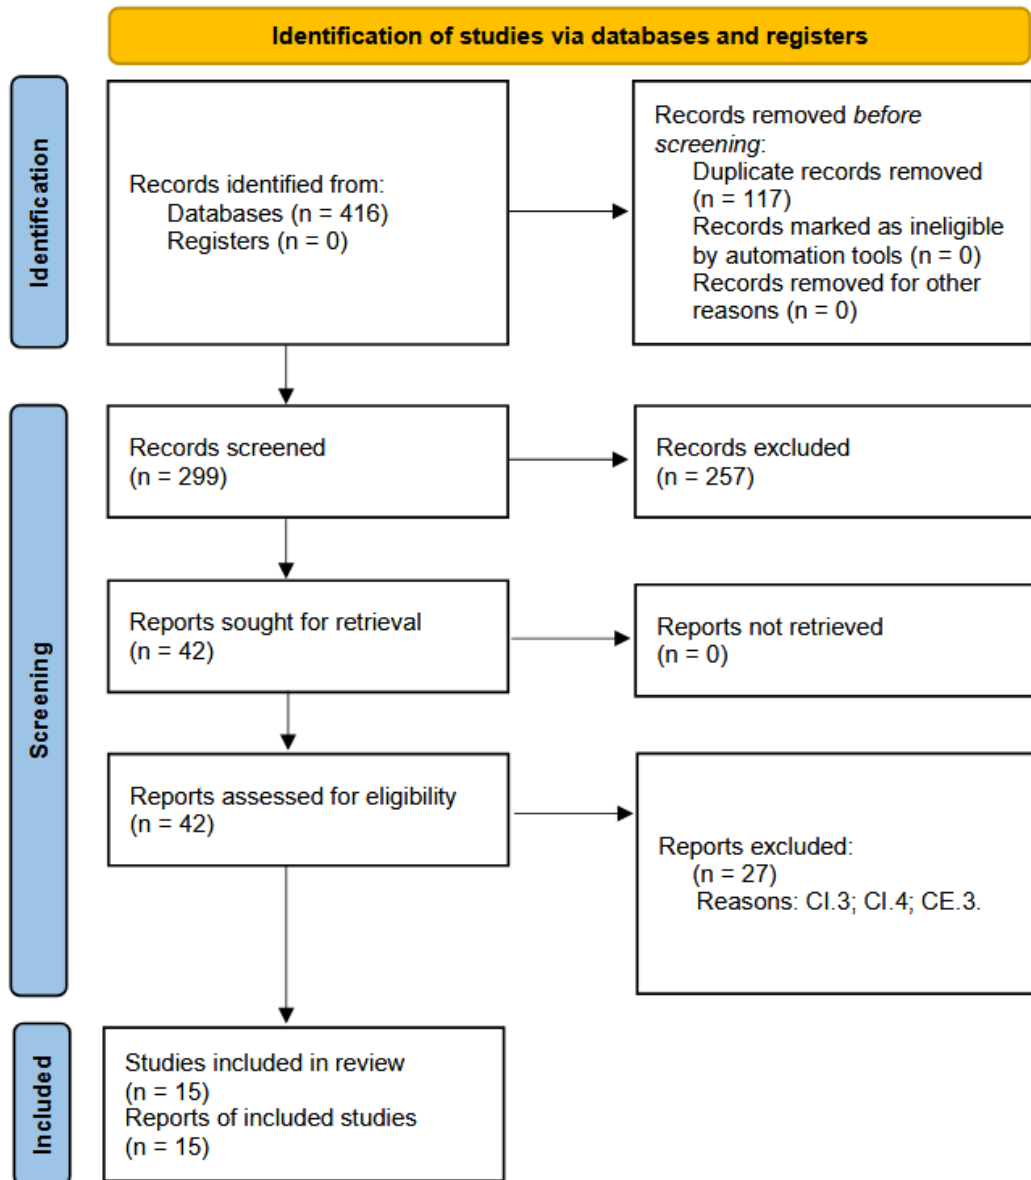 Identification of studies via databases and registers
Identification
Records identified from:
Databases (n = 416)
Registers (n = 0)
Records removed before
screening:
Duplicate records removed
(n = 117)
Records marked as ineligible
by automation tools (n = 0)
Records removed for other
reasons (n = 0)
Screening
Records screened
(n = 299)
Records excluded
(n = 257)
Reports sought for retrieval
(n = 42)
Reports not retrieved
(n = 0)
Reports assessed for eligibility
(n = 42)
Reports excluded:
(n = 27)
Reasons: CI.3; CI.4; CE.3.
Included
Studies included in review
(n = 15)
Reports of included studies
(n = 15)